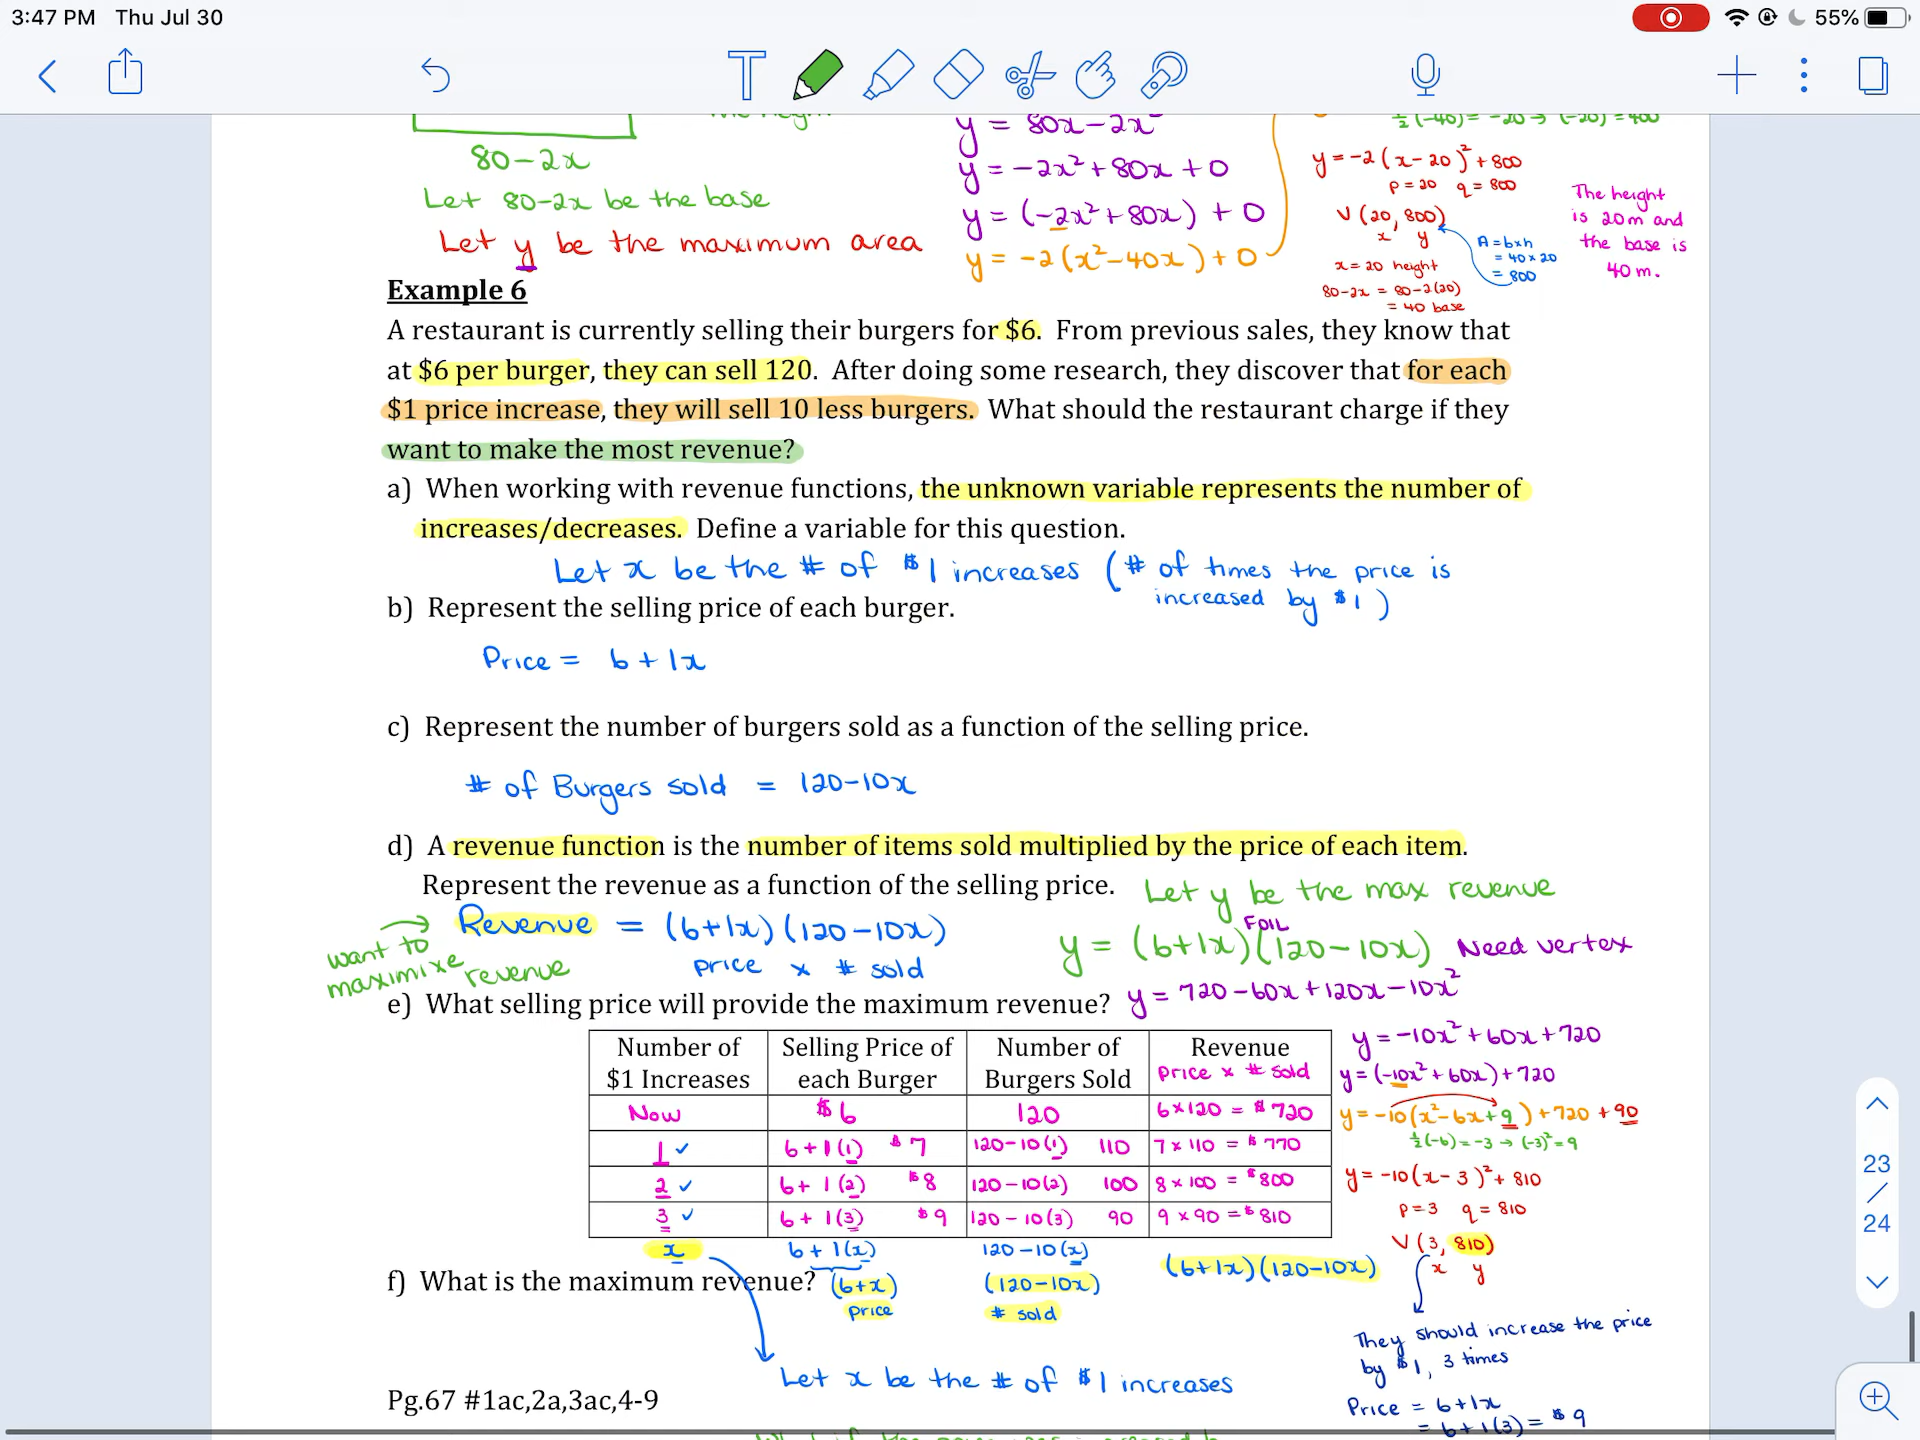 3:47 PM Thu Jul 30
55%
80-2x
Let 80-2x be the base
Let y be the maximum area
y = 80x-2x²
y = -2x²+80x+0
y = (-2x²+80x)+0
y = -2(x²-40x)+0
½(-40)= -20 → (-20)²=400
y = -2(x-20)²+800
p=20 q=800
V(20, 800)
x y
x=20 height
80-2x = 80-2(20)
= 40 base
A = b×h
= 40×20
= 800
The height
is 20m and
the base is
40 m.
Example 6
A restaurant is currently selling their burgers for $6. From previous sales, they know that
at $6 per burger, they can sell 120. After doing some research, they discover that for each
$1 price increase, they will sell 10 less burgers. What should the restaurant charge if they
want to make the most revenue?
a) When working with revenue functions, the unknown variable represents the number of
increases/decreases. Define a variable for this question.
Let x be the # of $1 increases (# of times the price is
increased by $1)
b) Represent the selling price of each burger.
Price = 6+1x
c) Represent the number of burgers sold as a function of the selling price.
# of Burgers sold = 120-10x
d) A revenue function is the number of items sold multiplied by the price of each item.
Represent the revenue as a function of the selling price. Let y be the max revenue
want to maximize revenue
Revenue = (6+1x)(120-10x)
price × # sold
FOIL
y = (6+1x)(120-10x) Need vertex
e) What selling price will provide the maximum revenue? y = 720-60x+120x-10x²
Number of $1 Increases Selling Price of each Burger Number of Burgers Sold Revenue price × # sold
Now $6 120 6×120 = $720
1 ✓ 6+1(1) $7 120-10(1) 110 7×110 = $770
2 ✓ 6+1(2) $8 120-10(2) 100 8×100 = $800
3 ✓ 6+1(3) $9 120-10(3) 90 9×90 = $810
x 6+1(x) 120-10(x) (6+1x)(120-10x)
y = -10x²+60x+720
y=(-10x²+60x)+720
y=-10(x²-6x+9)+720+90
½(-6)=-3 → (-3)²=9
y=-10(x-3)²+810
p=3 q=810
V(3, 810)
x y
f) What is the maximum revenue? (6+x) (120-10x)
price # sold
Let x be the # of $1 increases
They should increase the price
by $1, 3 times
Price = 6+1x
= 6+1(3) = $9
Pg.67 #1ac,2a,3ac,4-9
23
/
24